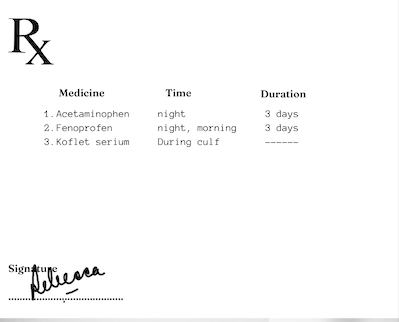 Rx
Medicine Time Duration
1. Acetaminophen night 3 days
2. Fenoprofen night, morning 3 days
3. Koflet serium During culf ------
Signature
Rebecca